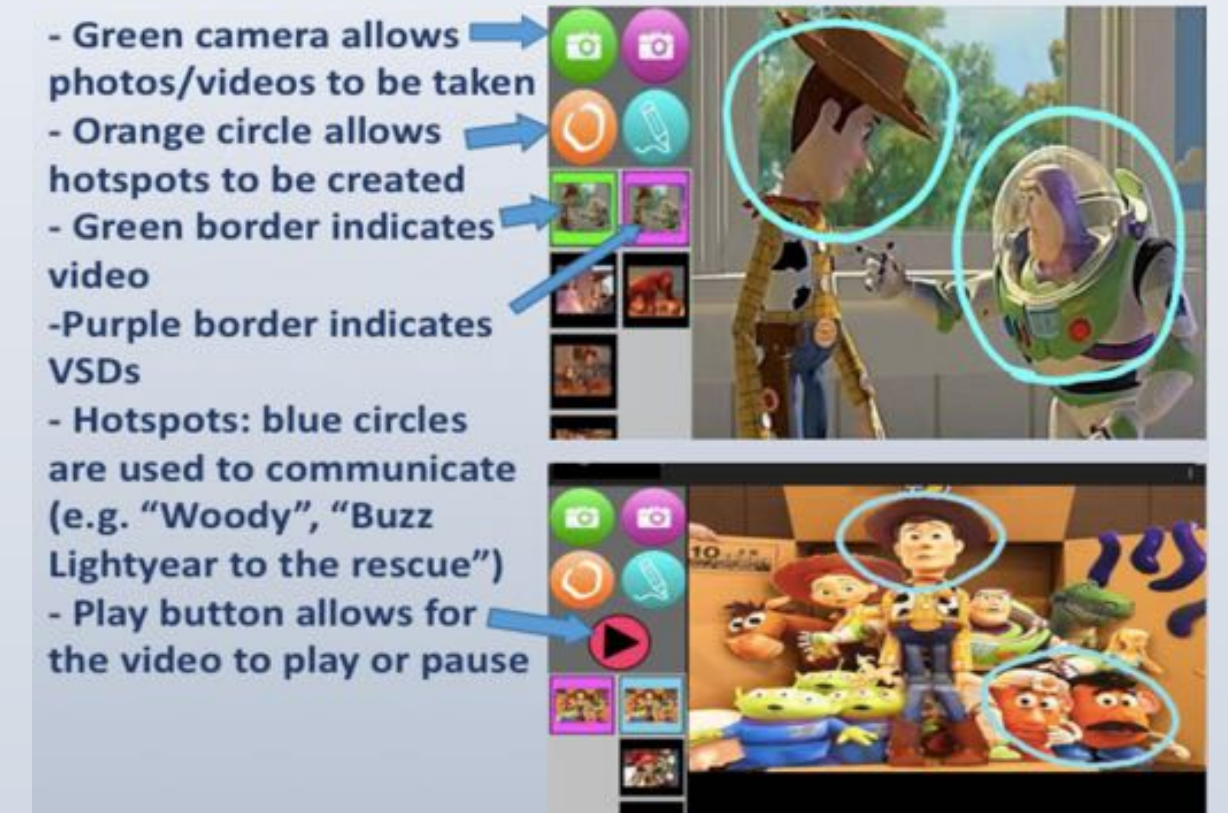 - Green camera allows
photos/videos to be taken
- Orange circle allows
hotspots to be created
- Green border indicates
video
-Purple border indicates
VSDs
- Hotspots: blue circles
are used to communicate
(e.g. “Woody”, “Buzz
Lightyear to the rescue”)
- Play button allows for
the video to play or pause
10